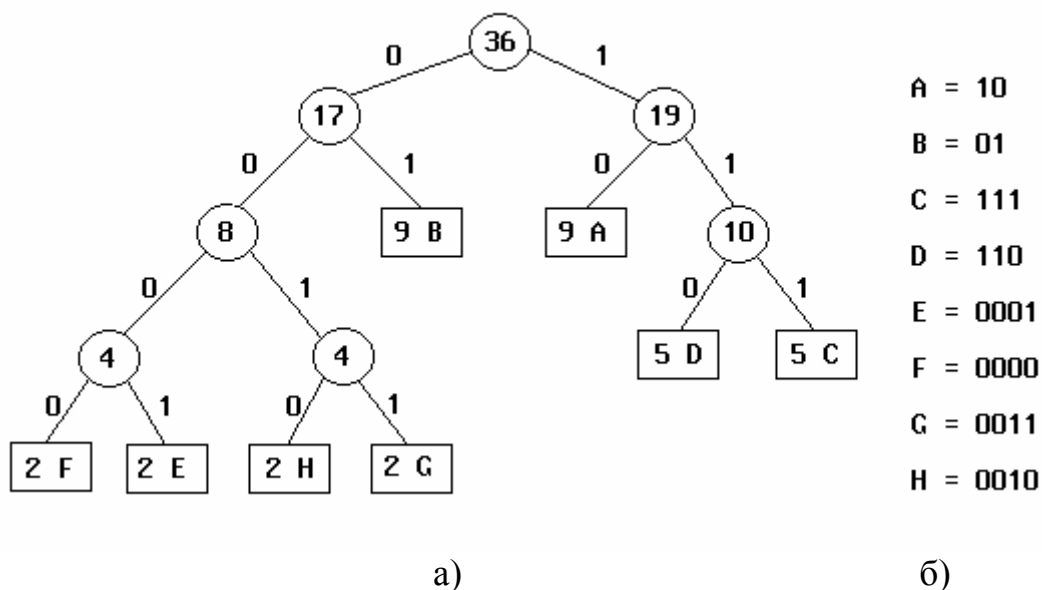 36
0
1
17
19
0
1
0
1
8
9 B
9 A
10
0
1
0
1
4
4
5 D
5 C
0
1
0
1
2 F
2 E
2 H
2 G
A = 10
B = 01
C = 111
D = 110
E = 0001
F = 0000
G = 0011
H = 0010
а)
б)